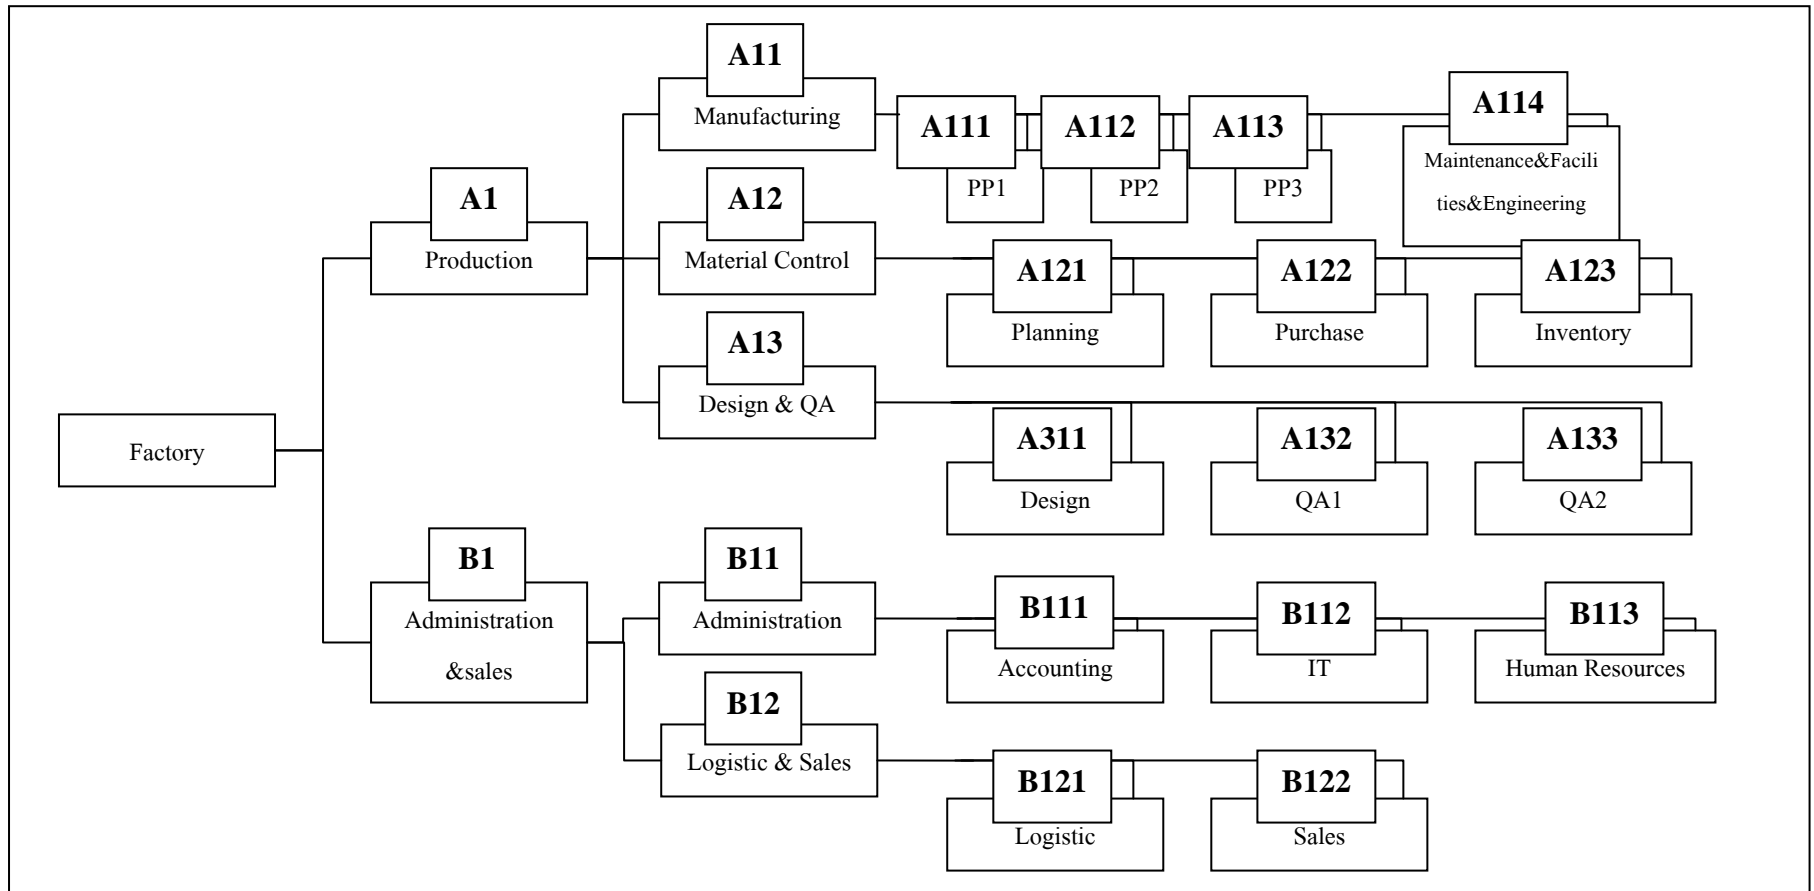 A11
Manufacturing
A111
PP1
A112
PP2
A113
PP3
A114
Maintenance&Facili
ties&Engineering
A1
Production
A12
Material Control
A121
Planning
A122
Purchase
A123
Inventory
A13
Design & QA
A311
Design
A132
QA1
A133
QA2
Factory
B1
Administration
&sales
B11
Administration
B111
Accounting
B112
IT
B113
Human Resources
B12
Logistic & Sales
B121
Logistic
B122
Sales